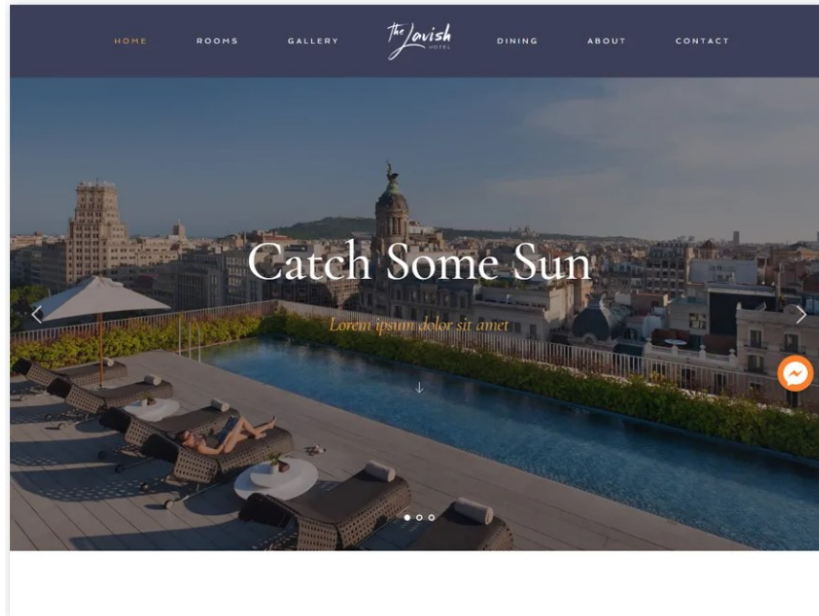 HOME ROOMS GALLERY The Lavish HOTEL DINING ABOUT CONTACT
Catch Some Sun
Lorem ipsum dolor sit amet